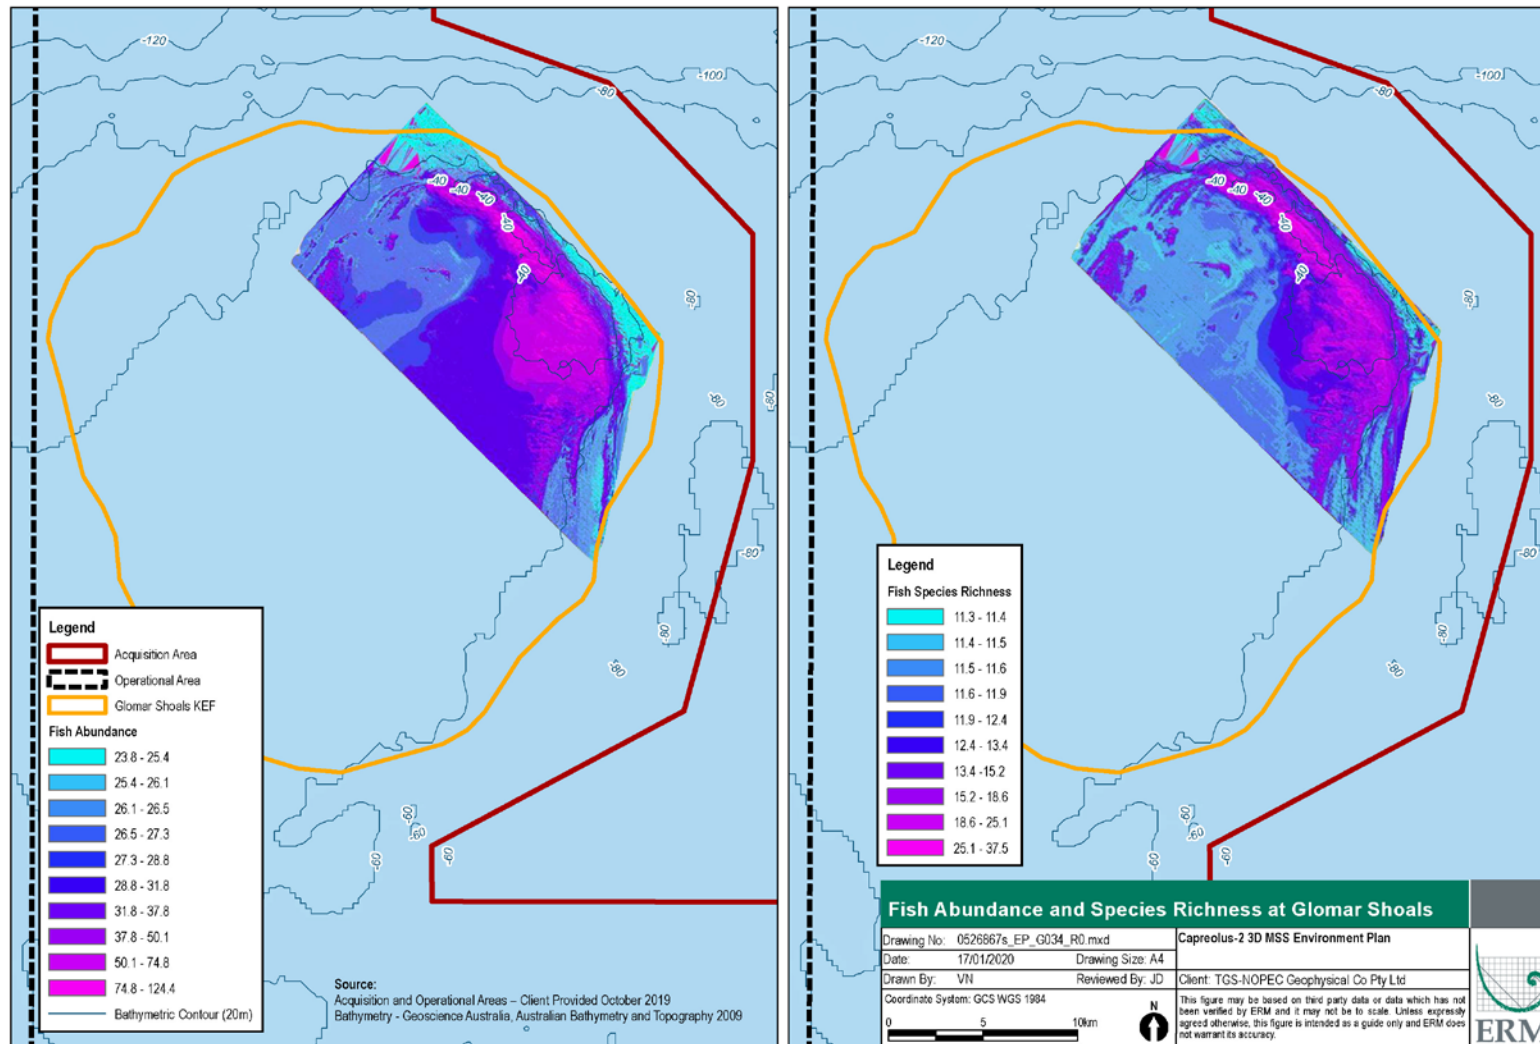 -120
-100
-80
-40
-40
-40
-40
-40
-80
-80
-80
-80
-80
-80
-60
-60
-60
-60
Legend
Acquisition Area
Operational Area
Glomar Shoals KEF
Fish Abundance
23.8 - 25.4
25.4 - 26.1
26.1 - 26.5
26.5 - 27.3
27.3 - 28.8
28.8 - 31.8
31.8 - 37.8
37.8 - 50.1
50.1 - 74.8
74.8 - 124.4
Bathymetric Contour (20m)
Source:
Acquisition and Operational Areas – Client Provided October 2019
Bathymetry - Geoscience Australia, Australian Bathymetry and Topography 2009
-120
-100
-80
-40
-40
-40
-40
-40
-80
-80
-80
-80
-80
-60
-60
-60
-60
Legend
Fish Species Richness
11.3 - 11.4
11.4 - 11.5
11.5 - 11.6
11.6 - 11.9
11.9 - 12.4
12.4 - 13.4
13.4 -15.2
15.2 - 18.6
18.6 - 25.1
25.1 - 37.5
Fish Abundance and Species Richness at Glomar Shoals
Drawing No: 0526867s_EP_G034_R0.mxd
Capreolus-2 3D MSS Environment Plan
Date: 17/01/2020 Drawing Size: A4
Drawn By: VN Reviewed By: JD
Client: TGS-NOPEC Geophysical Co Pty Ltd
Coordinate System: GCS WGS 1984
N
0 5 10km
This figure may be based on third party data or data which has not
been verified by ERM and it may not be to scale. Unless expressly
agreed otherwise, this figure is intended as a guide only and ERM does
not warrant its accuracy.
ERM